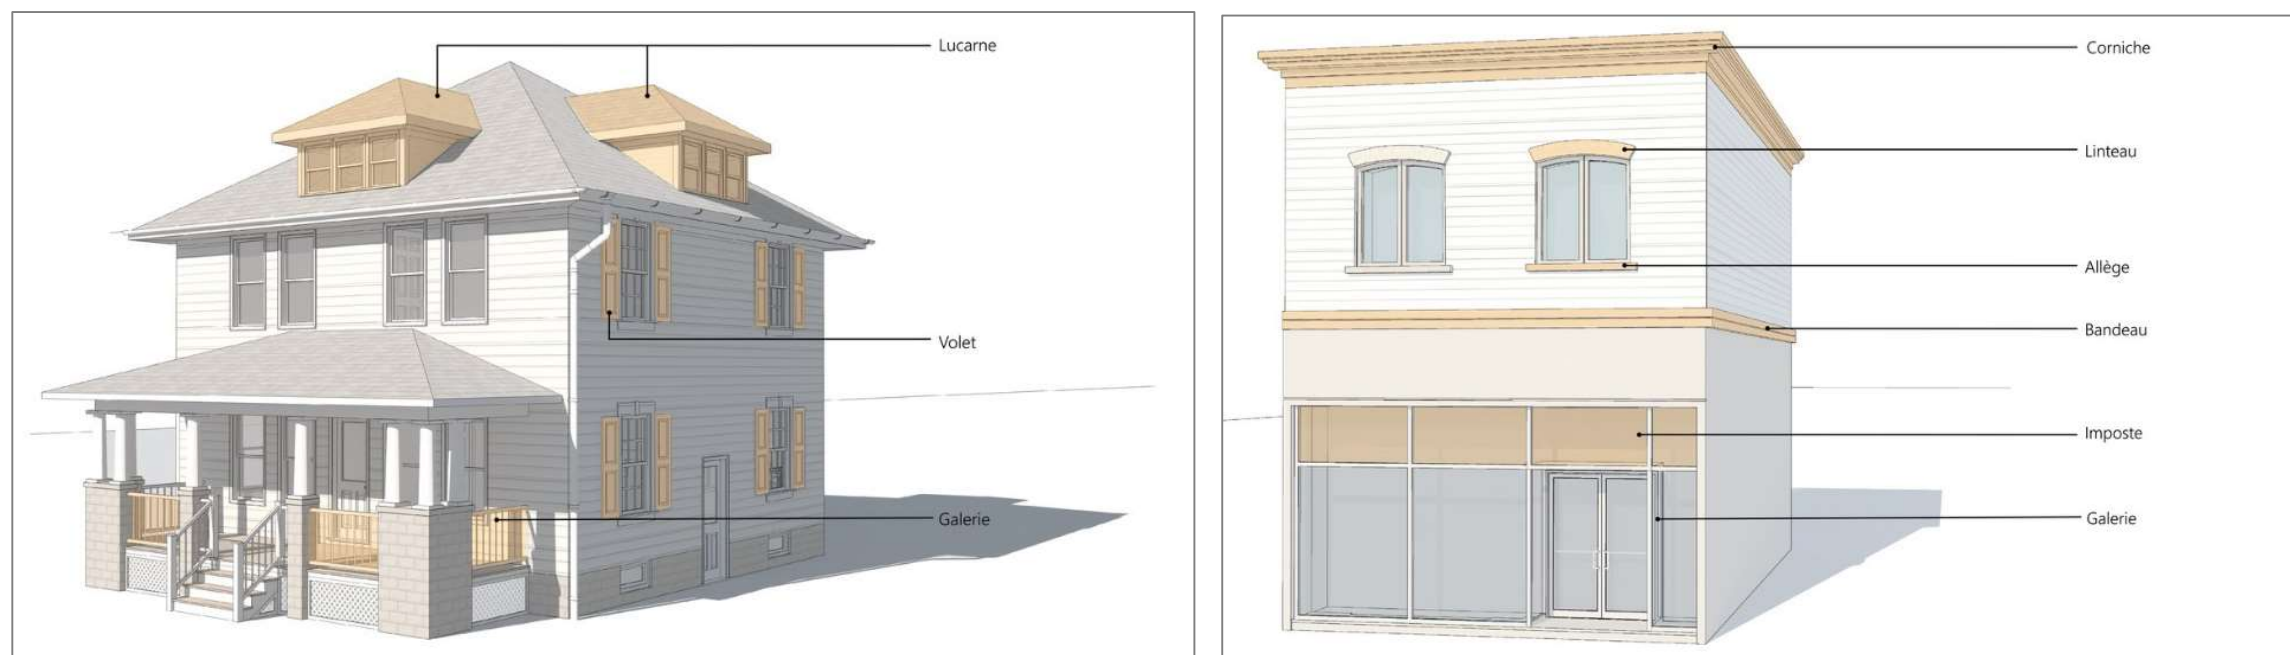 Lucarne
Volet
Galerie
Corniche
Linteau
Allège
Bandeau
Imposte
Galerie